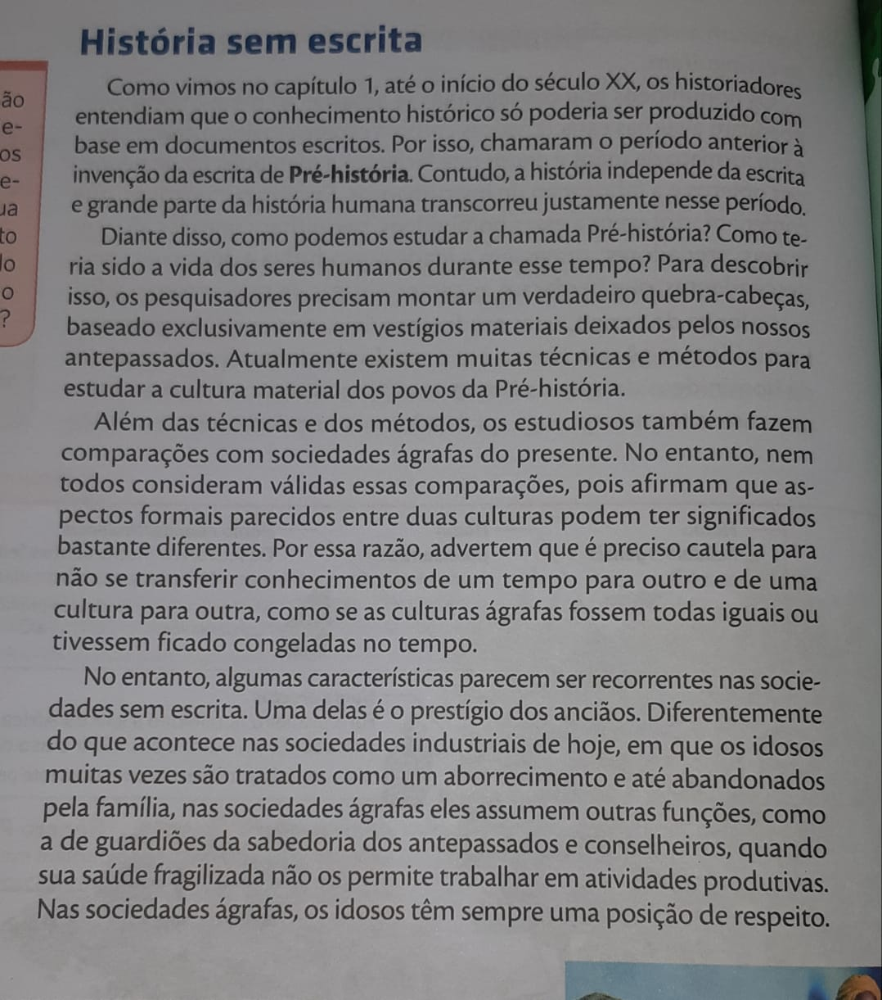 História sem escrita
Como vimos no capítulo 1, até o início do século XX, os historiadores
entendiam que o conhecimento histórico só poderia ser produzido com
base em documentos escritos. Por isso, chamaram o período anterior à
invenção da escrita de Pré-história. Contudo, a história independe da escrita
e grande parte da história humana transcorreu justamente nesse período.
Diante disso, como podemos estudar a chamada Pré-história? Como te-
ria sido a vida dos seres humanos durante esse tempo? Para descobrir
isso, os pesquisadores precisam montar um verdadeiro quebra-cabeças,
baseado exclusivamente em vestígios materiais deixados pelos nossos
antepassados. Atualmente existem muitas técnicas e métodos para
estudar a cultura material dos povos da Pré-história.
Além das técnicas e dos métodos, os estudiosos também fazem
comparações com sociedades ágrafas do presente. No entanto, nem
todos consideram válidas essas comparações, pois afirmam que as-
pectos formais parecidos entre duas culturas podem ter significados
bastante diferentes. Por essa razão, advertem que é preciso cautela para
não se transferir conhecimentos de um tempo para outro e de uma
cultura para outra, como se as culturas ágrafas fossem todas iguais ou
tivessem ficado congeladas no tempo.
No entanto, algumas características parecem ser recorrentes nas socie-
dades sem escrita. Uma delas é o prestígio dos anciãos. Diferentemente
do que acontece nas sociedades industriais de hoje, em que os idosos
muitas vezes são tratados como um aborrecimento e até abandonados
pela família, nas sociedades ágrafas eles assumem outras funções, como
a de guardiões da sabedoria dos antepassados e conselheiros, quando
sua saúde fragilizada não os permite trabalhar em atividades produtivas.
Nas sociedades ágrafas, os idosos têm sempre uma posição de respeito.
ão
e-
os
e-
ua
to
lo
o
?